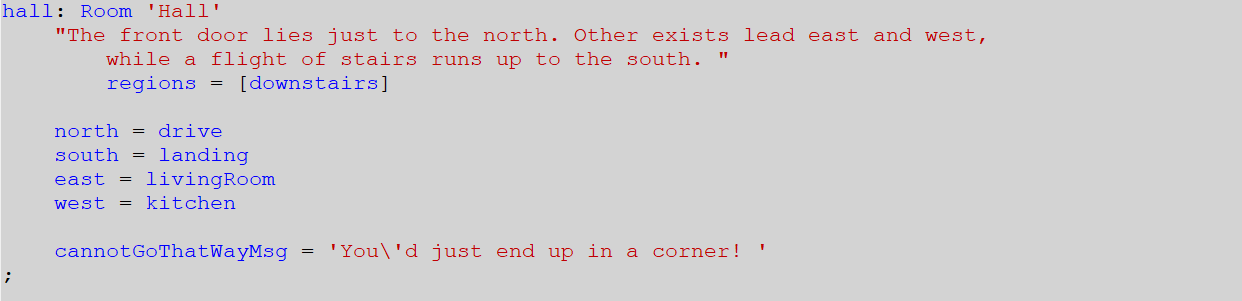 hall: Room 'Hall'
    "The front door lies just to the north. Other exists lead east and west,
        while a flight of stairs runs up to the south. "
        regions = [downstairs]

    north = drive
    south = landing
    east = livingRoom
    west = kitchen

    cannotGoThatWayMsg = 'You\'d just end up in a corner! '
;